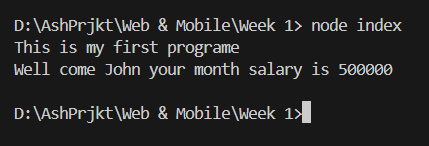 D:\AshPrjkt\Web & Mobile\Week 1> node index
This is my first programe
Well come John your month salary is 500000
D:\AshPrjkt\Web & Mobile\Week 1>